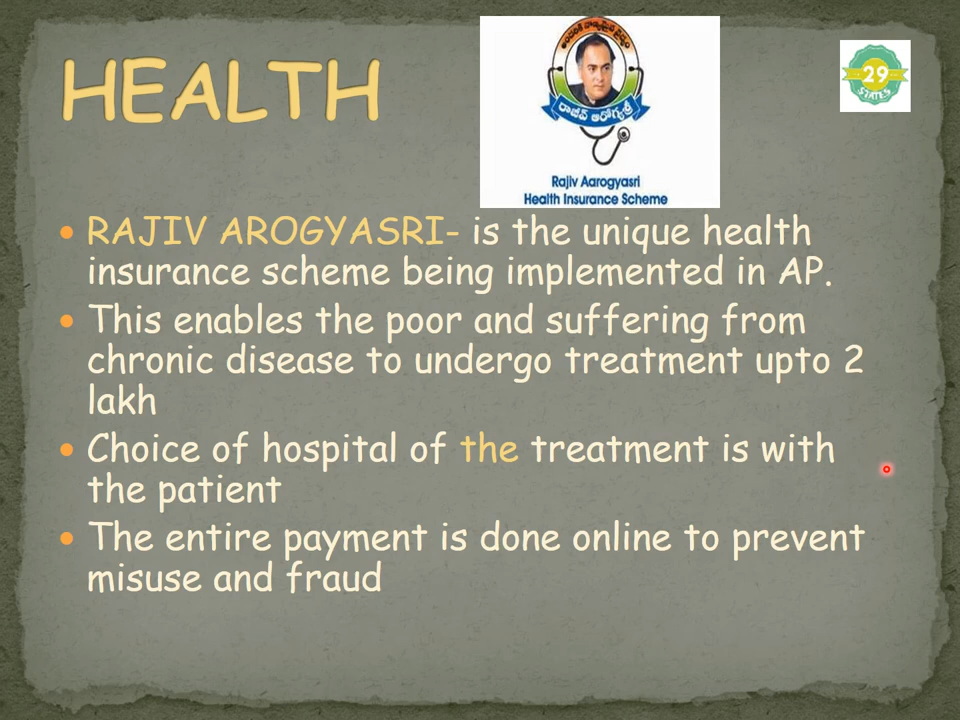 HEALTH
రాజీవ్ ఆరోగ్యశ్రీ
Rajiv Aarogyasri
Health Insurance Scheme
29
STATES
RAJIV AROGYASRI- is the unique health
insurance scheme being implemented in AP.
This enables the poor and suffering from
chronic disease to undergo treatment upto 2
lakh
Choice of hospital of the treatment is with
the patient
The entire payment is done online to prevent
misuse and fraud